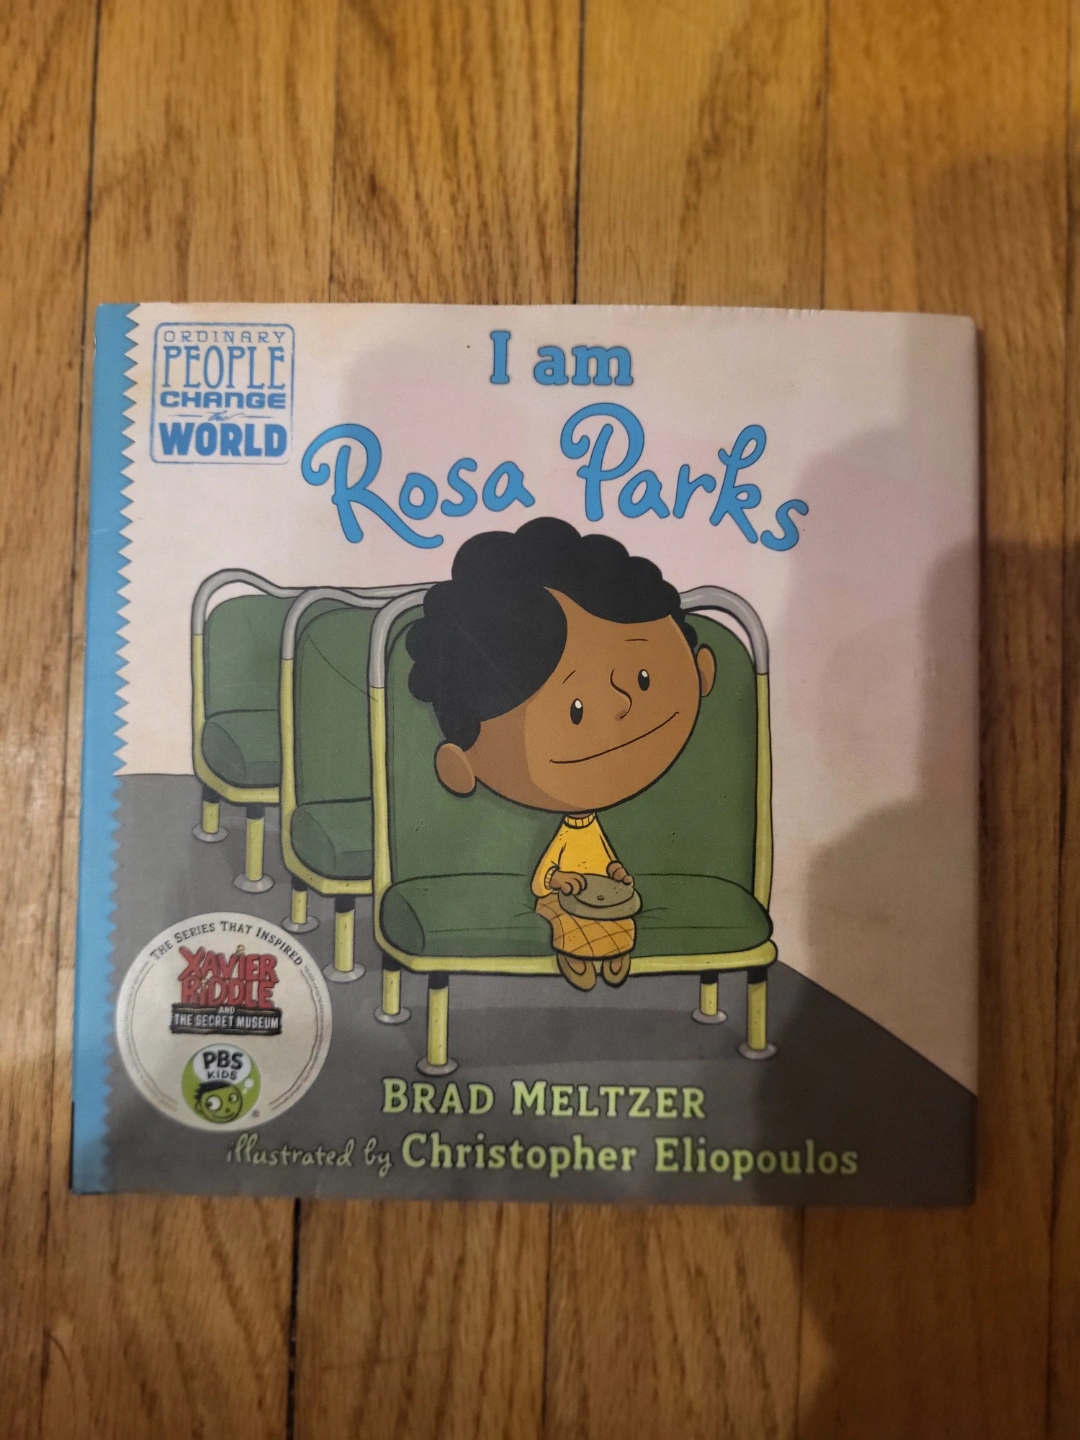 ORDINARY
PEOPLE
CHANGE
the
WORLD
I am
Rosa Parks
THE SERIES THAT INSPIRED
XAVIER
RIDDLE
AND
THE SECRET MUSEUM
PBS
KIDS
®
BRAD MELTZER
illustrated by Christopher Eliopoulos